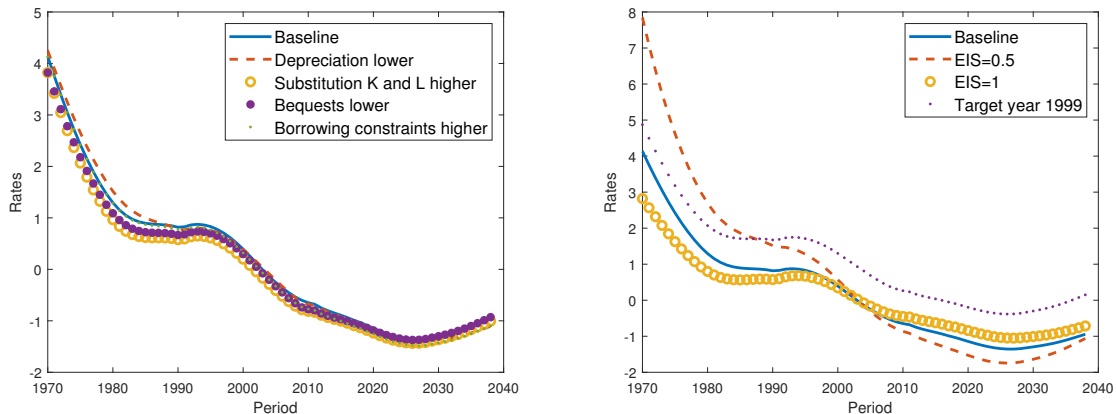 5
4
3
2
1
0
-1
-2
Rates
1970 1980 1990 2000 2010 2020 2030 2040
Period
Baseline
Depreciation lower
Substitution K and L higher
Bequests lower
Borrowing constraints higher
8
7
6
5
4
3
2
1
0
-1
-2
Rates
1970 1980 1990 2000 2010 2020 2030 2040
Period
Baseline
EIS=0.5
EIS=1
Target year 1999